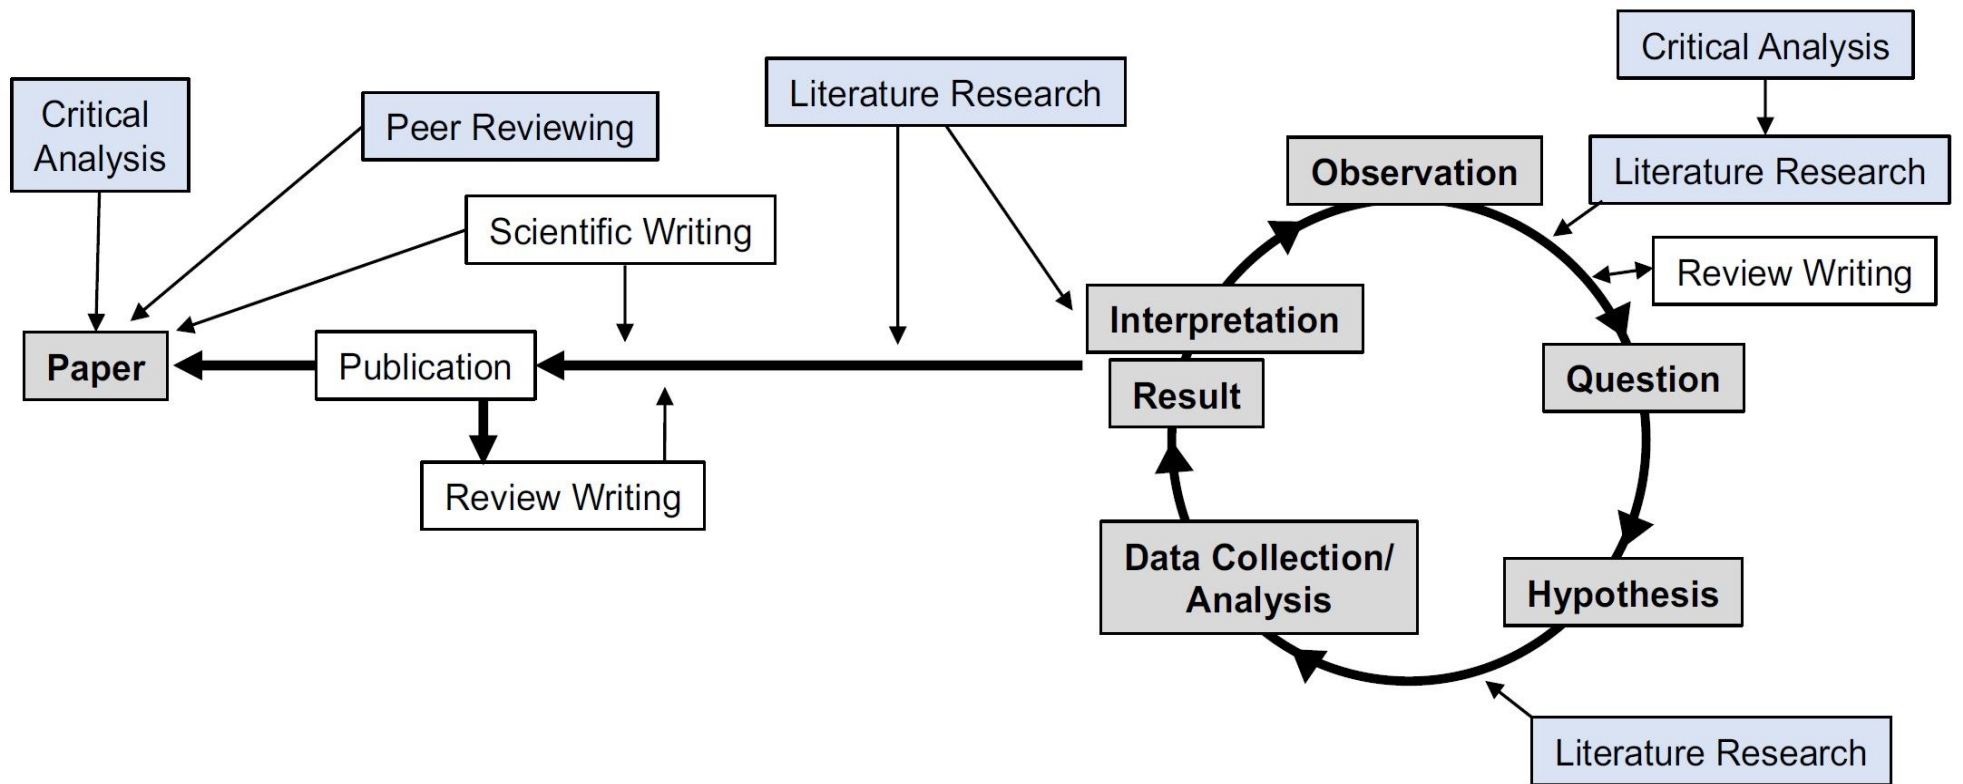 Critical Analysis
Critical
Analysis
Peer Reviewing
Literature Research
Observation
Literature Research
Scientific Writing
Review Writing
Interpretation
Paper
Publication
Result
Question
Review Writing
Data Collection/
Analysis
Hypothesis
Literature Research